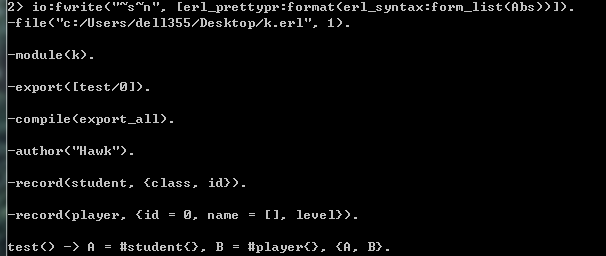 2> io:fwrite("~s~n", [erl_prettypr:format(erl_syntax:form_list(Abs))]).
-file("c:/Users/dell355/Desktop/k.erl", 1).
-module(k).
-export([test/0]).
-compile(export_all).
-author("Hawk").
-record(student, {class, id}).
-record(player, {id = 0, name = [], level}).
test() -> A = #student{}, B = #player{}, {A, B}.